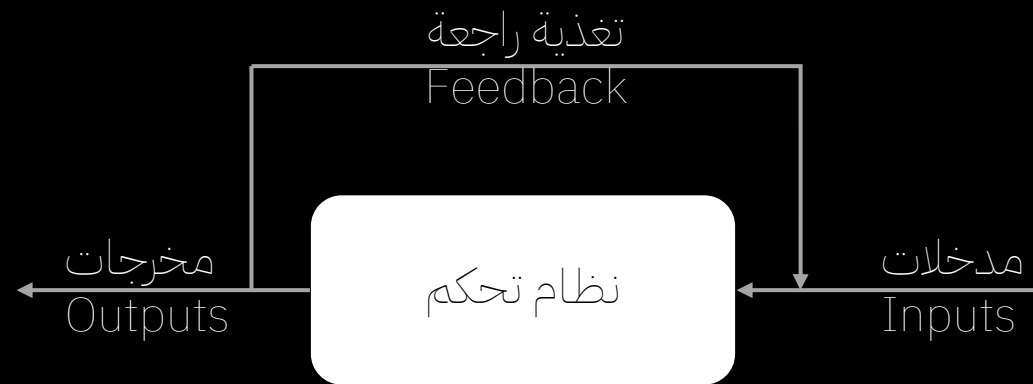 تغذية راجعة
Feedback
مدخلات
Inputs
نظام تحكم
مخرجات
Outputs